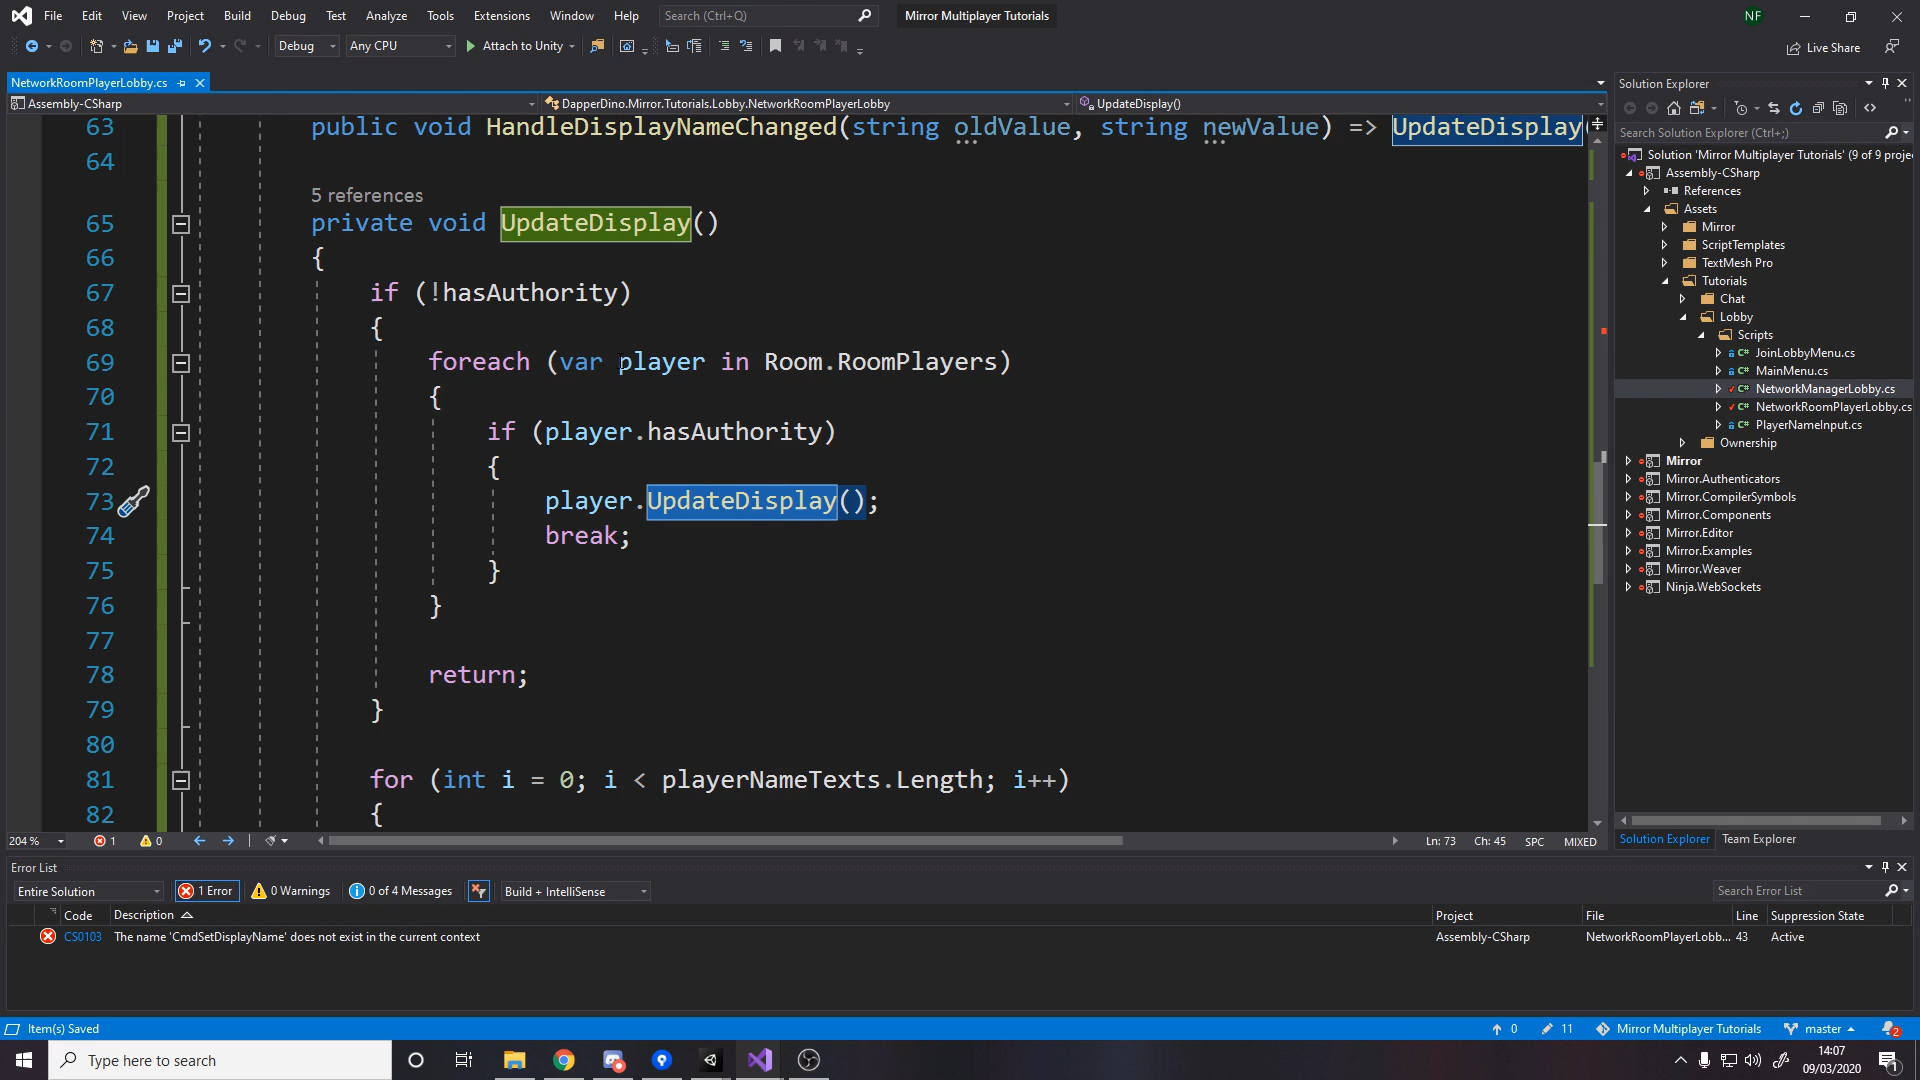 File Edit View Project Build Debug Test Analyze Tools Extensions Window Help Search (Ctrl+Q) Mirror Multiplayer Tutorials NF
Debug Any CPU Attach to Unity Live Share
NetworkRoomPlayerLobby.cs
Assembly-CSharp DapperDino.Mirror.Tutorials.Lobby.NetworkRoomPlayerLobby UpdateDisplay()
63 public void HandleDisplayNameChanged(string oldValue, string newValue) => UpdateDisplay(
64
5 references
65 private void UpdateDisplay()
66 {
67 if (!hasAuthority)
68 {
69 foreach (var player in Room.RoomPlayers)
70 {
71 if (player.hasAuthority)
72 {
73 player.UpdateDisplay();
74 break;
75 }
76 }
77
78 return;
79 }
80
81 for (int i = 0; i < playerNameTexts.Length; i++)
82 {
204 % 1 0 Ln: 73 Ch: 45 SPC MIXED
Solution Explorer
Search Solution Explorer (Ctrl+;)
Solution 'Mirror Multiplayer Tutorials' (9 of 9 proje
Assembly-CSharp
References
Assets
Mirror
ScriptTemplates
TextMesh Pro
Tutorials
Chat
Lobby
Scripts
C# JoinLobbyMenu.cs
C# MainMenu.cs
C# NetworkManagerLobby.cs
C# NetworkRoomPlayerLobby.cs
C# PlayerNameInput.cs
Ownership
Mirror
Mirror.Authenticators
Mirror.CompilerSymbols
Mirror.Components
Mirror.Editor
Mirror.Examples
Mirror.Weaver
Ninja.WebSockets
Solution Explorer Team Explorer
Error List
Entire Solution 1 Error 0 Warnings 0 of 4 Messages Build + IntelliSense Search Error List
Code Description Project File Line Suppression State
CS0103 The name 'CmdSetDisplayName' does not exist in the current context Assembly-CSharp NetworkRoomPlayerLobb... 43 Active
Item(s) Saved 0 11 Mirror Multiplayer Tutorials master 2
Type here to search 14:07
09/03/2020 1